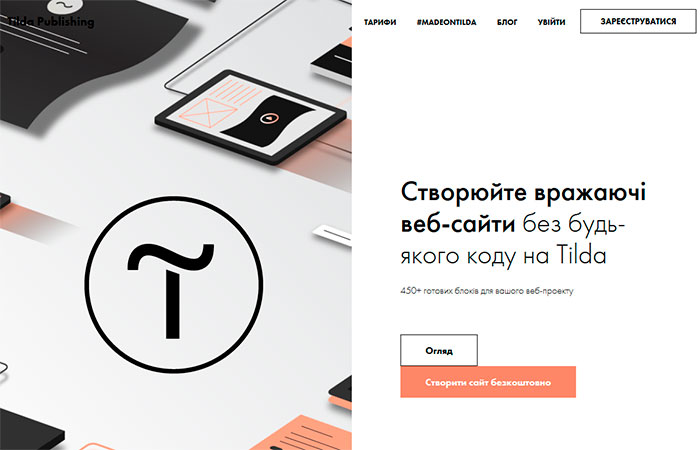 Tilda Publishing
ТАРИФИ #MADEONTILDA БЛОГ УВІЙТИ ЗАРЕЄСТРУВАТИСЯ
Створюйте вражаючі
веб-сайти без будь-
якого коду на Tilda
450+ готових блоків для вашого веб-проекту
Огляд
Створити сайт безкоштовно